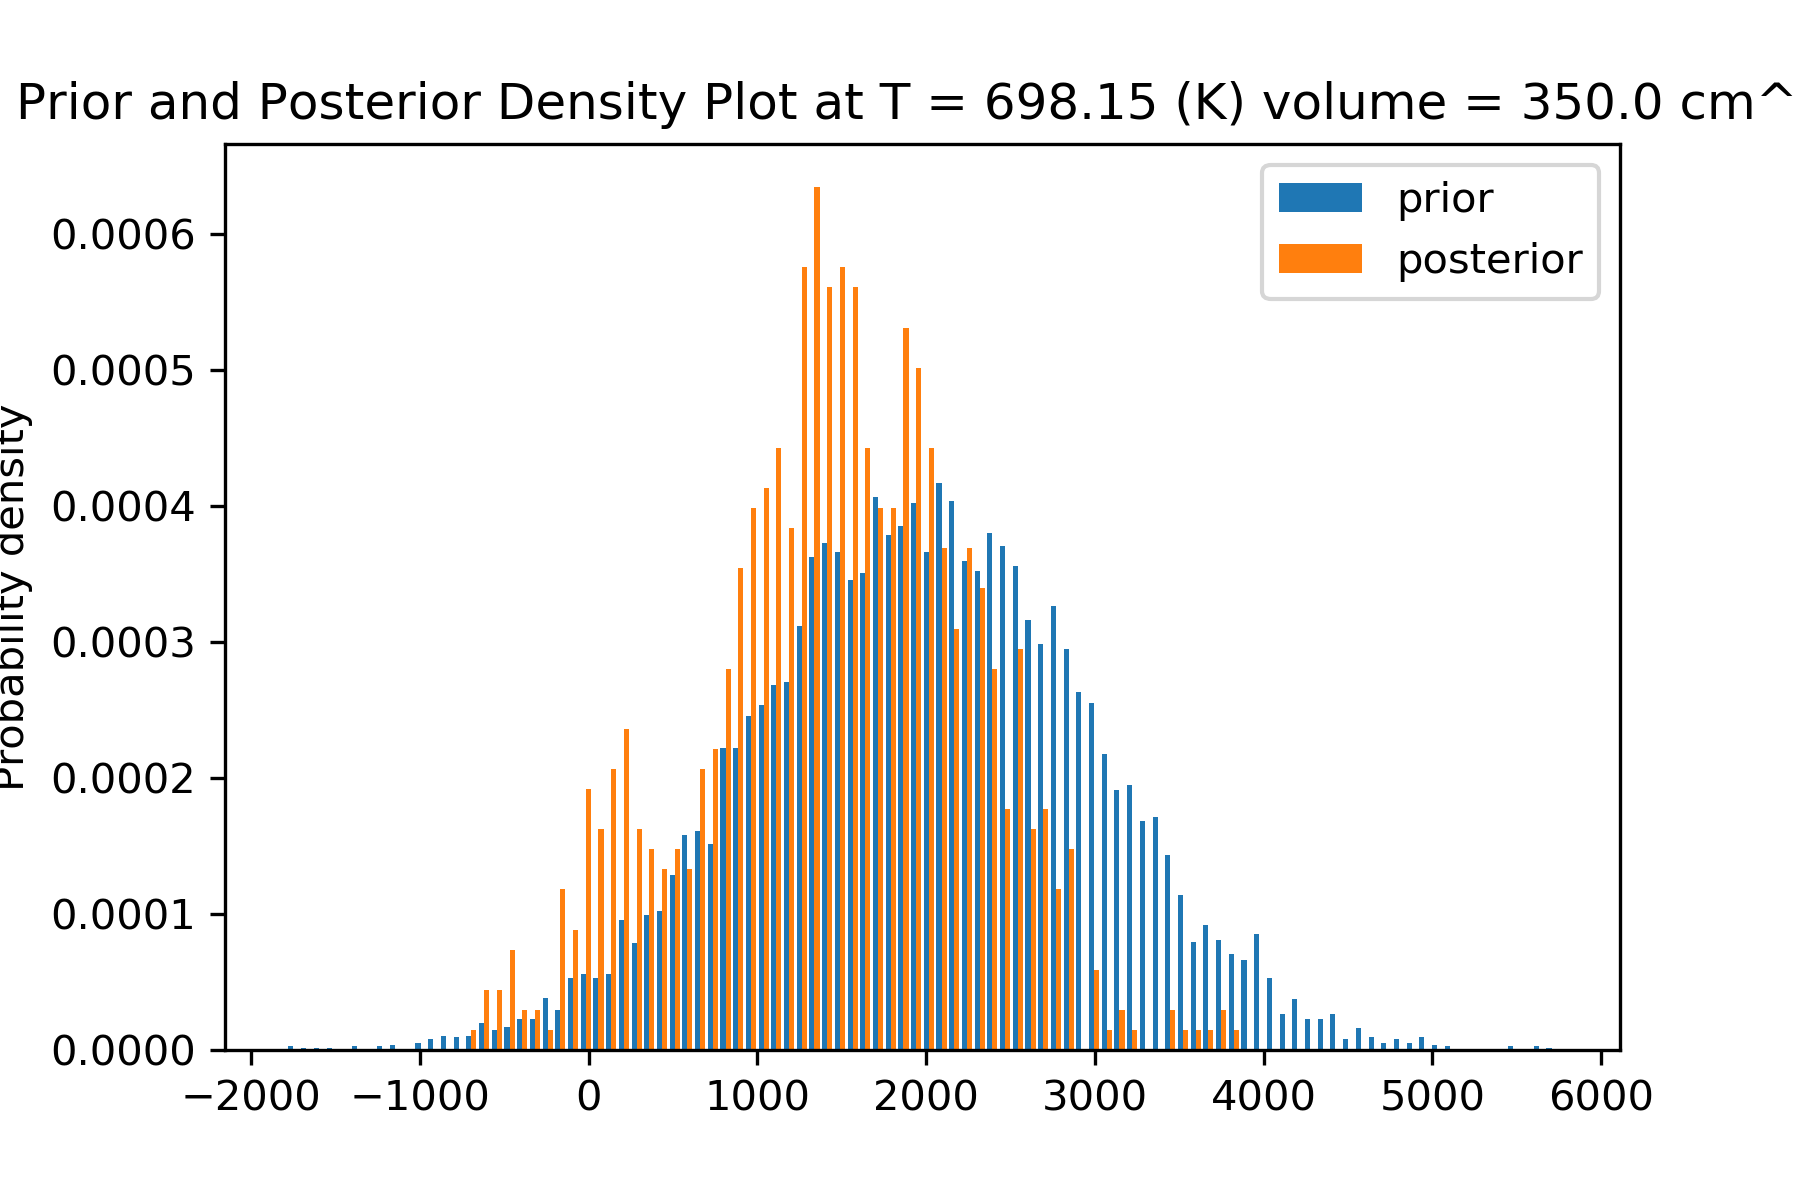 Prior and Posterior Density Plot at T = 698.15 (K) volume = 350.0 cm^
prior
posterior
Probability density
0.0006
0.0005
0.0004
0.0003
0.0002
0.0001
0.0000
−2000 −1000 0 1000 2000 3000 4000 5000 6000